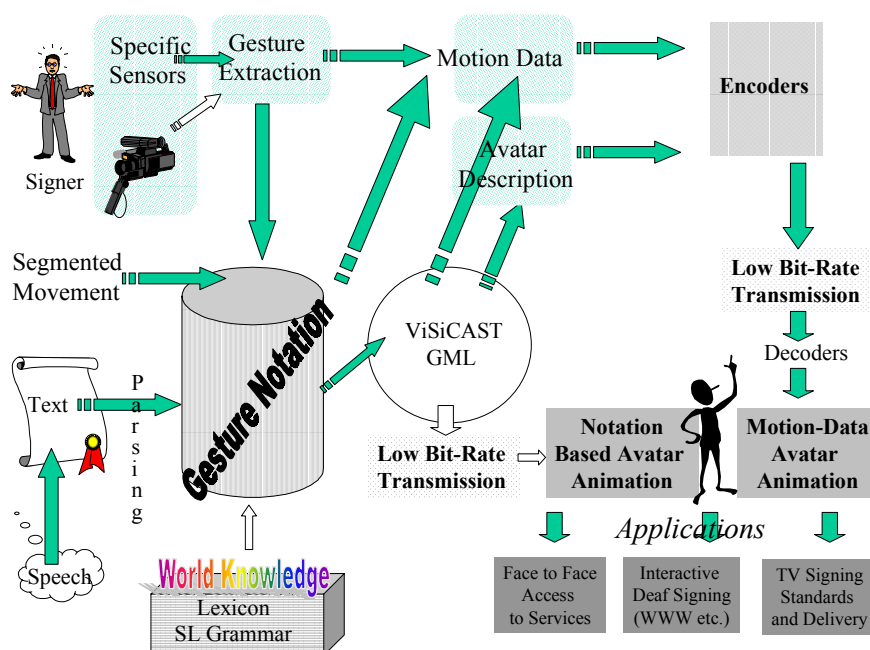 Specific
Sensors
Gesture
Extraction
Motion Data
Encoders
Signer
Avatar
Description
Segmented
Movement
Low Bit-Rate
Transmission
ViSiCAST
GML
Gesture Notation
Decoders
Text
Parsing
Low Bit-Rate
Transmission
Notation
Based Avatar
Animation
Motion-Data
Avatar
Animation
Applications
Speech
World Knowledge
Lexicon
SL Grammar
Face to Face
Access
to Services
Interactive
Deaf Signing
(WWW etc.)
TV Signing
Standards
and Delivery